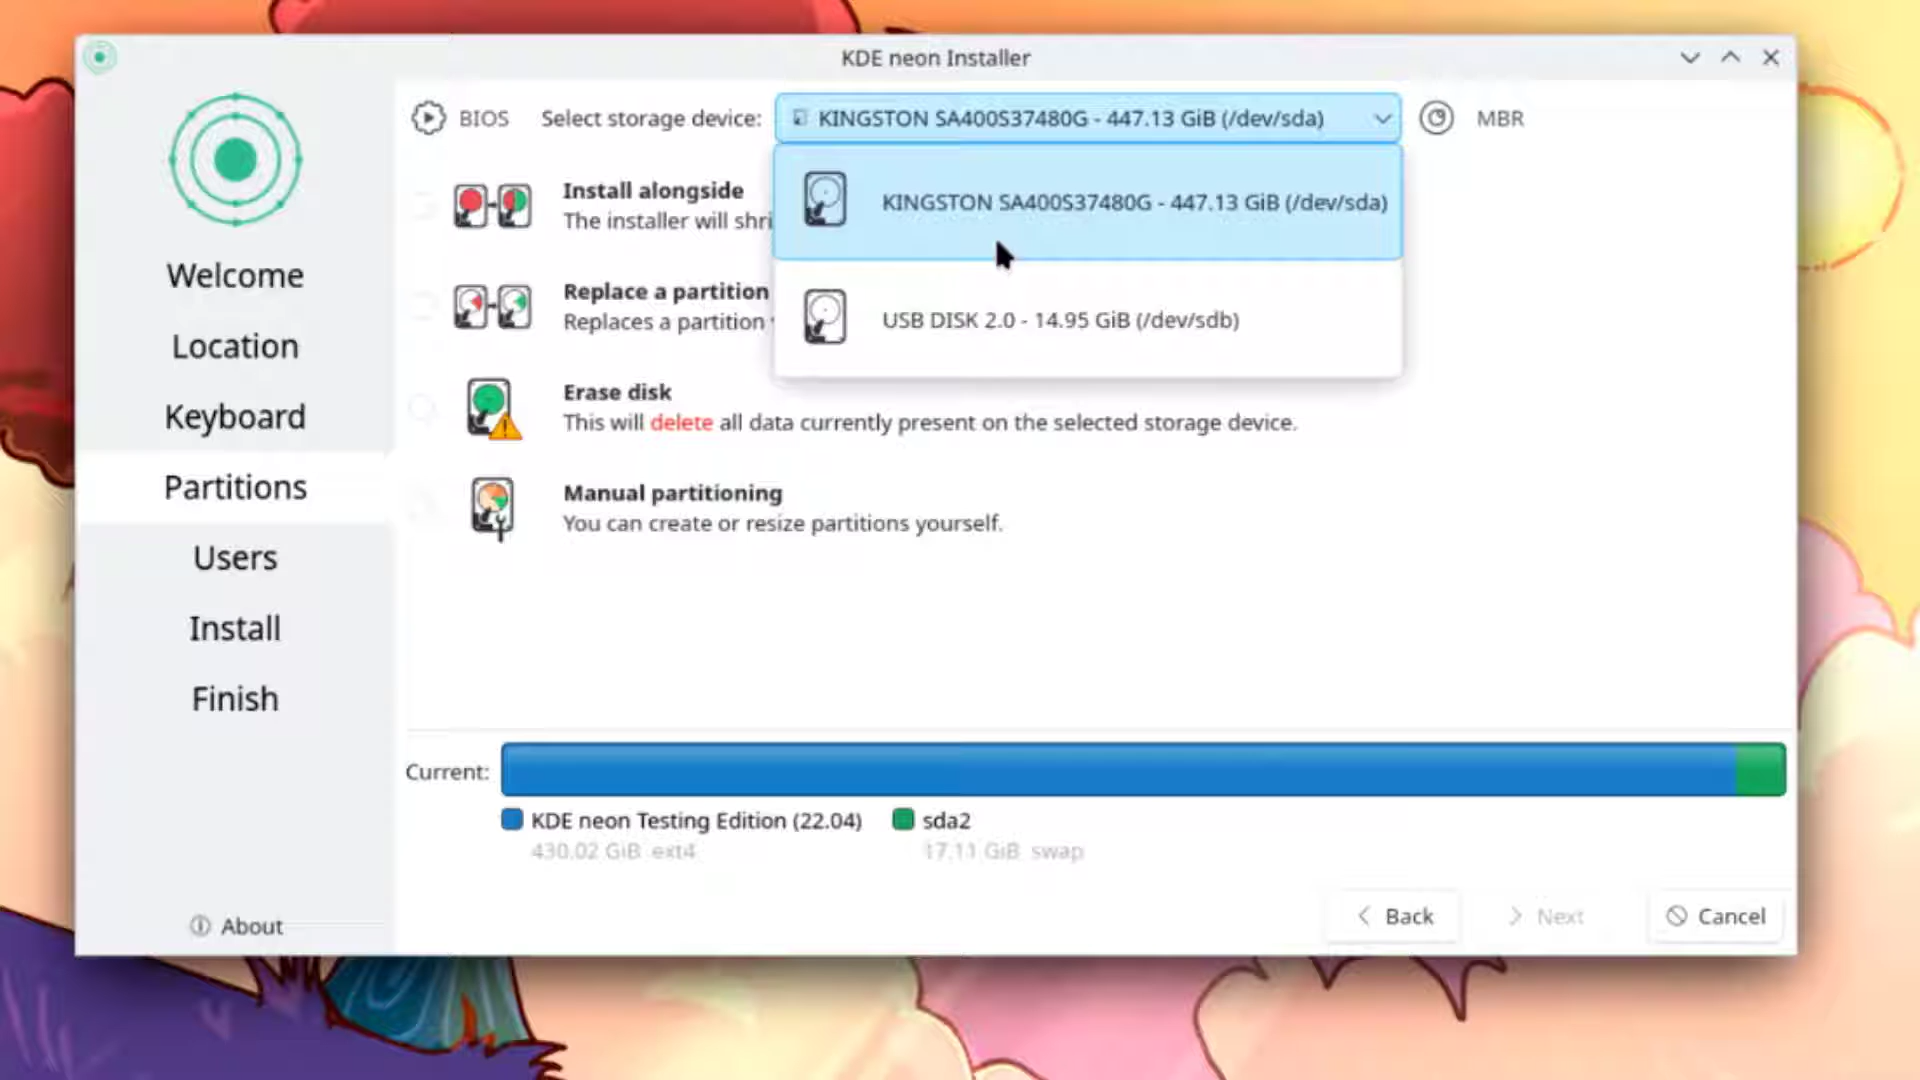 KDE neon Installer
BIOS Select storage device: KINGSTON SA400S37480G - 447.13 GiB (/dev/sda) MBR
KINGSTON SA400S37480G - 447.13 GiB (/dev/sda)
USB DISK 2.0 - 14.95 GiB (/dev/sdb)
Welcome
Location
Keyboard
Partitions
Users
Install
Finish
About
Install alongside
The installer will shri
Replace a partition
Replaces a partition
Erase disk
This will delete all data currently present on the selected storage device.
Manual partitioning
You can create or resize partitions yourself.
Current:
KDE neon Testing Edition (22.04) sda2
430.02 GiB ext4 17.11 GiB swap
Back Next Cancel